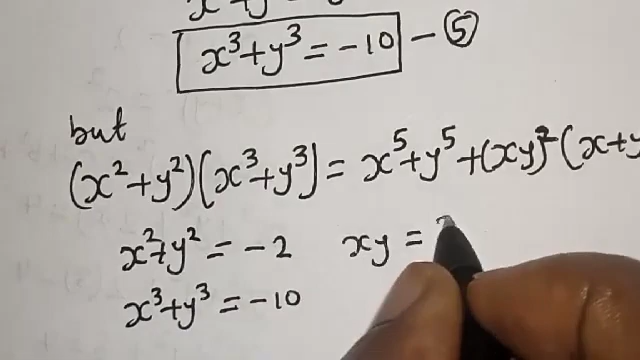 x³+y³ = -10 - ⑤
but
(x²+y²)(x³+y³) = x⁵+y⁵+(xy)²(x+y
x²+y² = -2 xy =
x³+y³ = -10